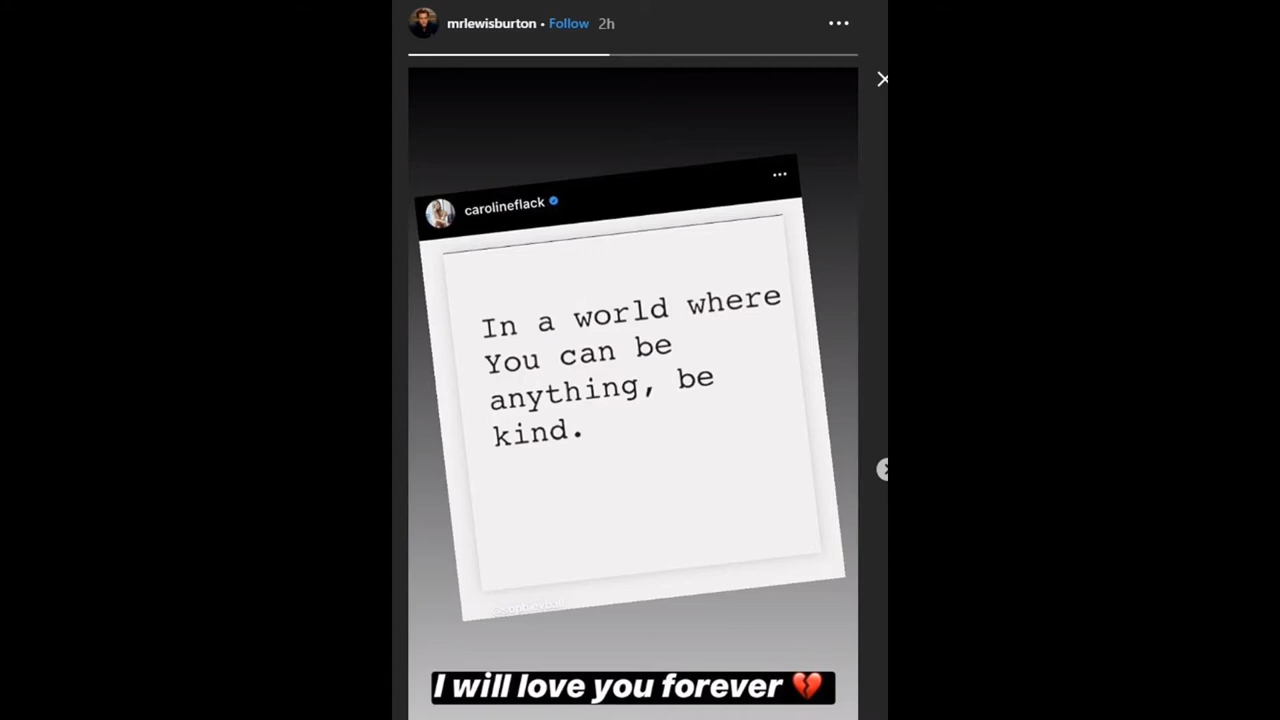 mrlewisburton • Follow 2h
carolineflack
In a world where
You can be
anything, be
kind.
I will love you forever 💔